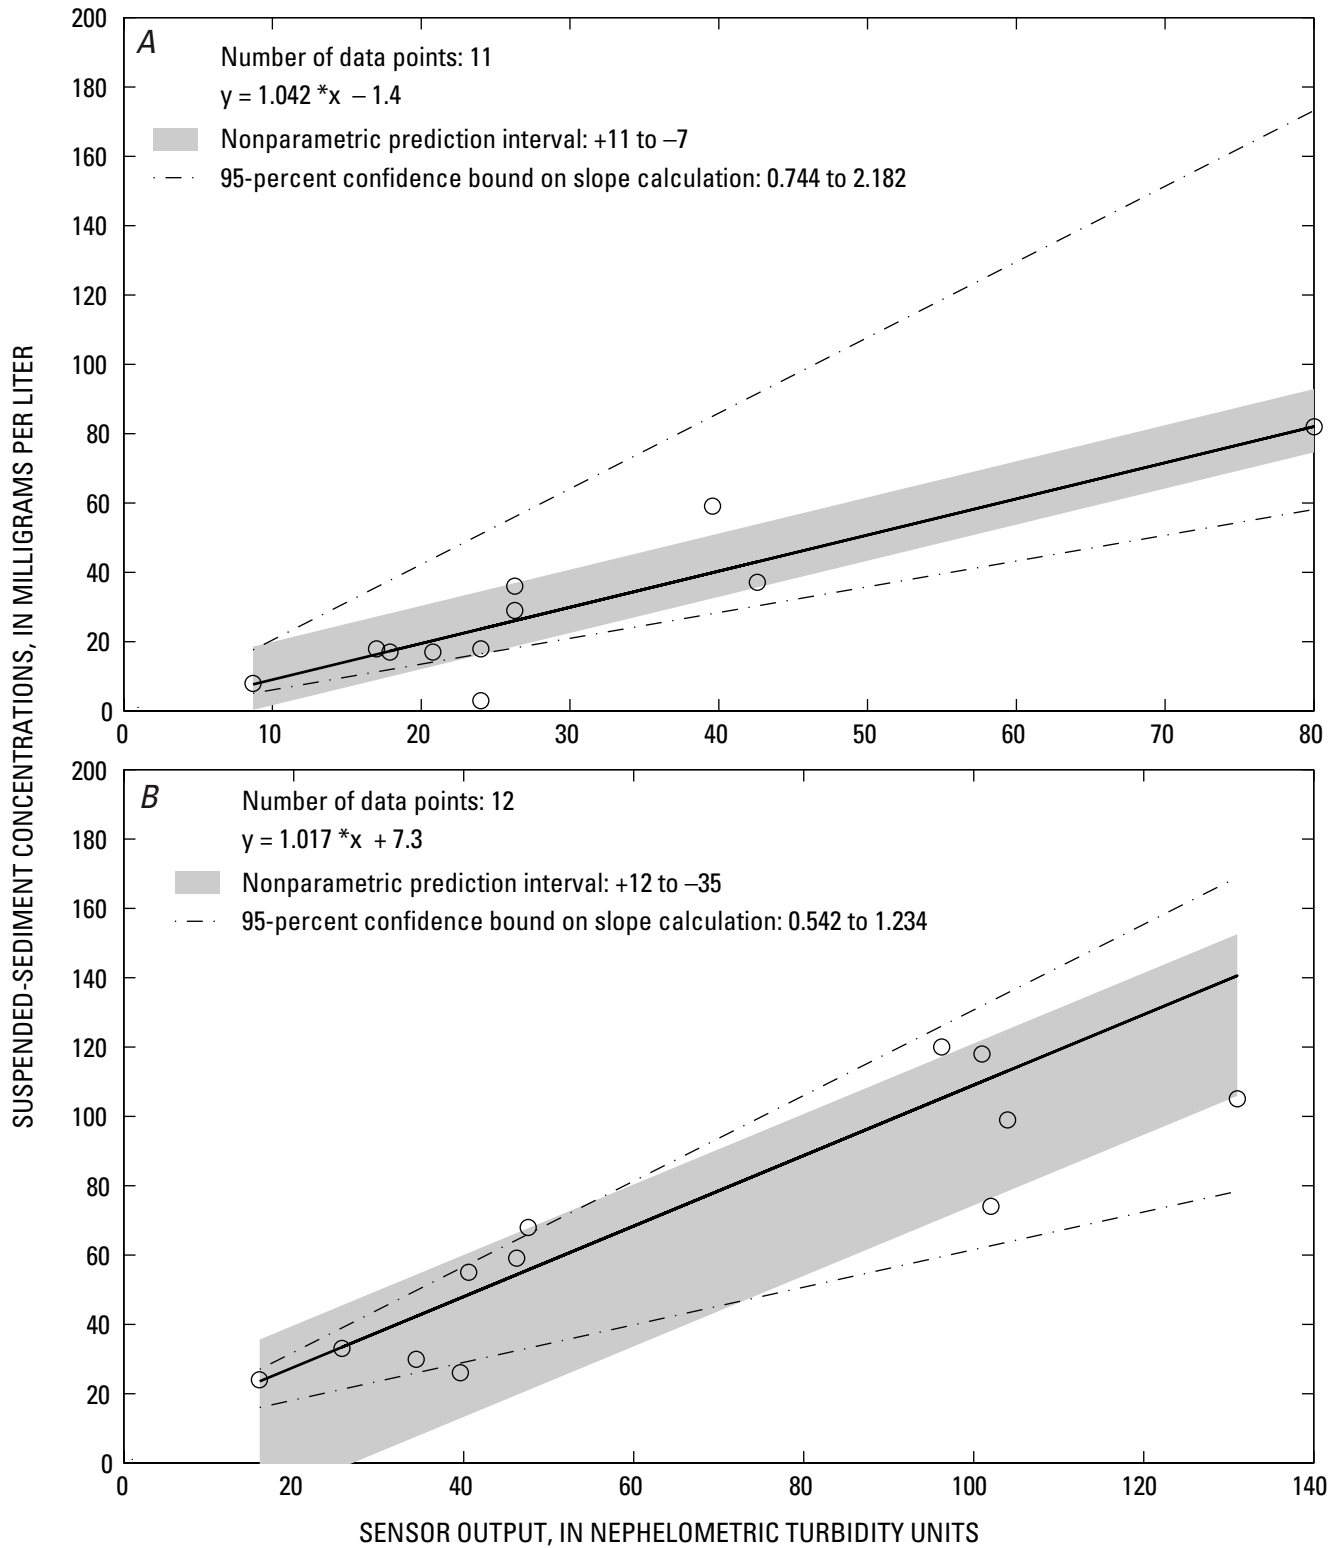 SUSPENDED-SEDIMENT CONCENTRATIONS, IN MILLIGRAMS PER LITER
A
Number of data points: 11
y = 1.042 *x – 1.4
Nonparametric prediction interval: +11 to –7
95-percent confidence bound on slope calculation: 0.744 to 2.182
200
180
160
140
120
100
80
60
40
20
0
0 10 20 30 40 50 60 70 80
B
Number of data points: 12
y = 1.017 *x + 7.3
Nonparametric prediction interval: +12 to –35
95-percent confidence bound on slope calculation: 0.542 to 1.234
200
180
160
140
120
100
80
60
40
20
0
0 20 40 60 80 100 120 140
SENSOR OUTPUT, IN NEPHELOMETRIC TURBIDITY UNITS